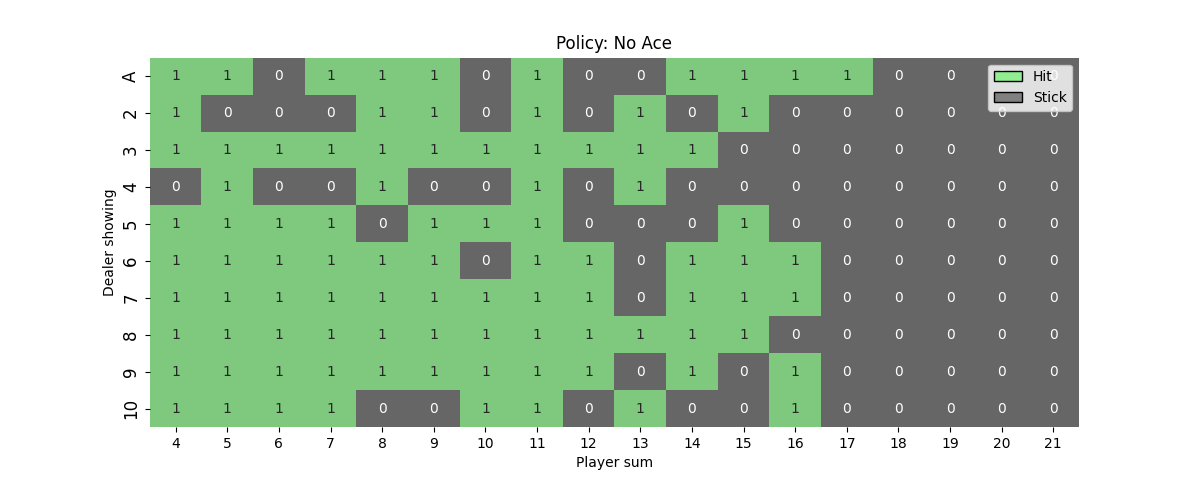 Policy: No Ace
A 1 1 0 1 1 1 0 1 0 0 1 1 1 1 0 0
Hit
Stick
2 1 0 0 0 1 1 0 1 0 1 0 1 0 0 0 0 0 0
3 1 1 1 1 1 1 1 1 1 1 1 0 0 0 0 0 0 0
4 0 1 0 0 1 0 0 1 0 1 0 0 0 0 0 0 0 0
5 1 1 1 1 0 1 1 1 0 0 0 1 0 0 0 0 0 0
6 1 1 1 1 1 1 0 1 1 0 1 1 1 0 0 0 0 0
7 1 1 1 1 1 1 1 1 1 0 1 1 1 0 0 0 0 0
8 1 1 1 1 1 1 1 1 1 1 1 1 0 0 0 0 0 0
9 1 1 1 1 1 1 1 1 1 0 1 0 1 0 0 0 0 0
10 1 1 1 1 0 0 1 1 0 1 0 0 1 0 0 0 0 0
Dealer showing
4 5 6 7 8 9 10 11 12 13 14 15 16 17 18 19 20 21
Player sum